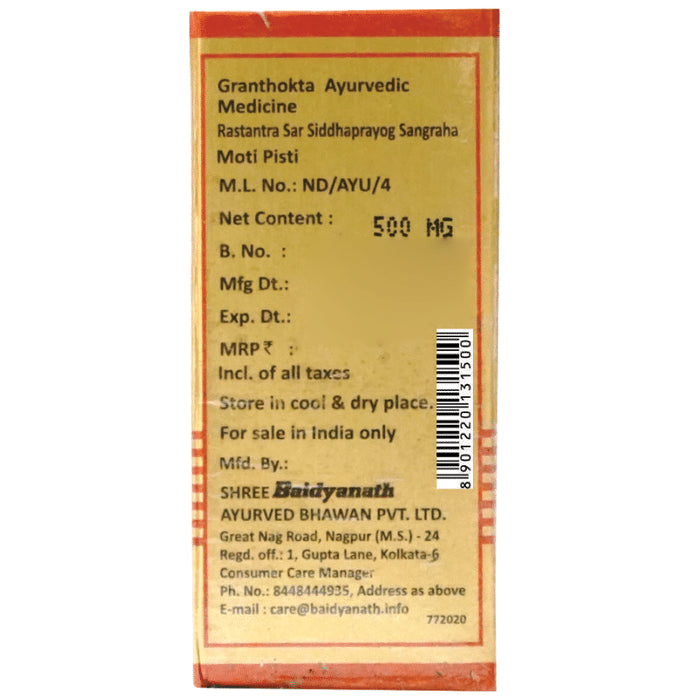 Granthokta Ayurvedic
Medicine
Rastantra Sar Siddhaprayog Sangraha
Moti Pisti
M.L. No.: ND/AYU/4
Net Content : 500 MG
B. No. :
Mfg Dt.:
Exp. Dt.:
MRP ₹ :
Incl. of all taxes
Store in cool & dry place.
For sale in India only
Mfd. By.:
SHREE Baidyanath
AYURVED BHAWAN PVT. LTD.
Great Nag Road, Nagpur (M.S.) - 24
Regd. off.: 1, Gupta Lane, Kolkata-6
Consumer Care Manager
Ph. No.: 8448444935, Address as above
E-mail : care@baidyanath.info
772020
8901220131500